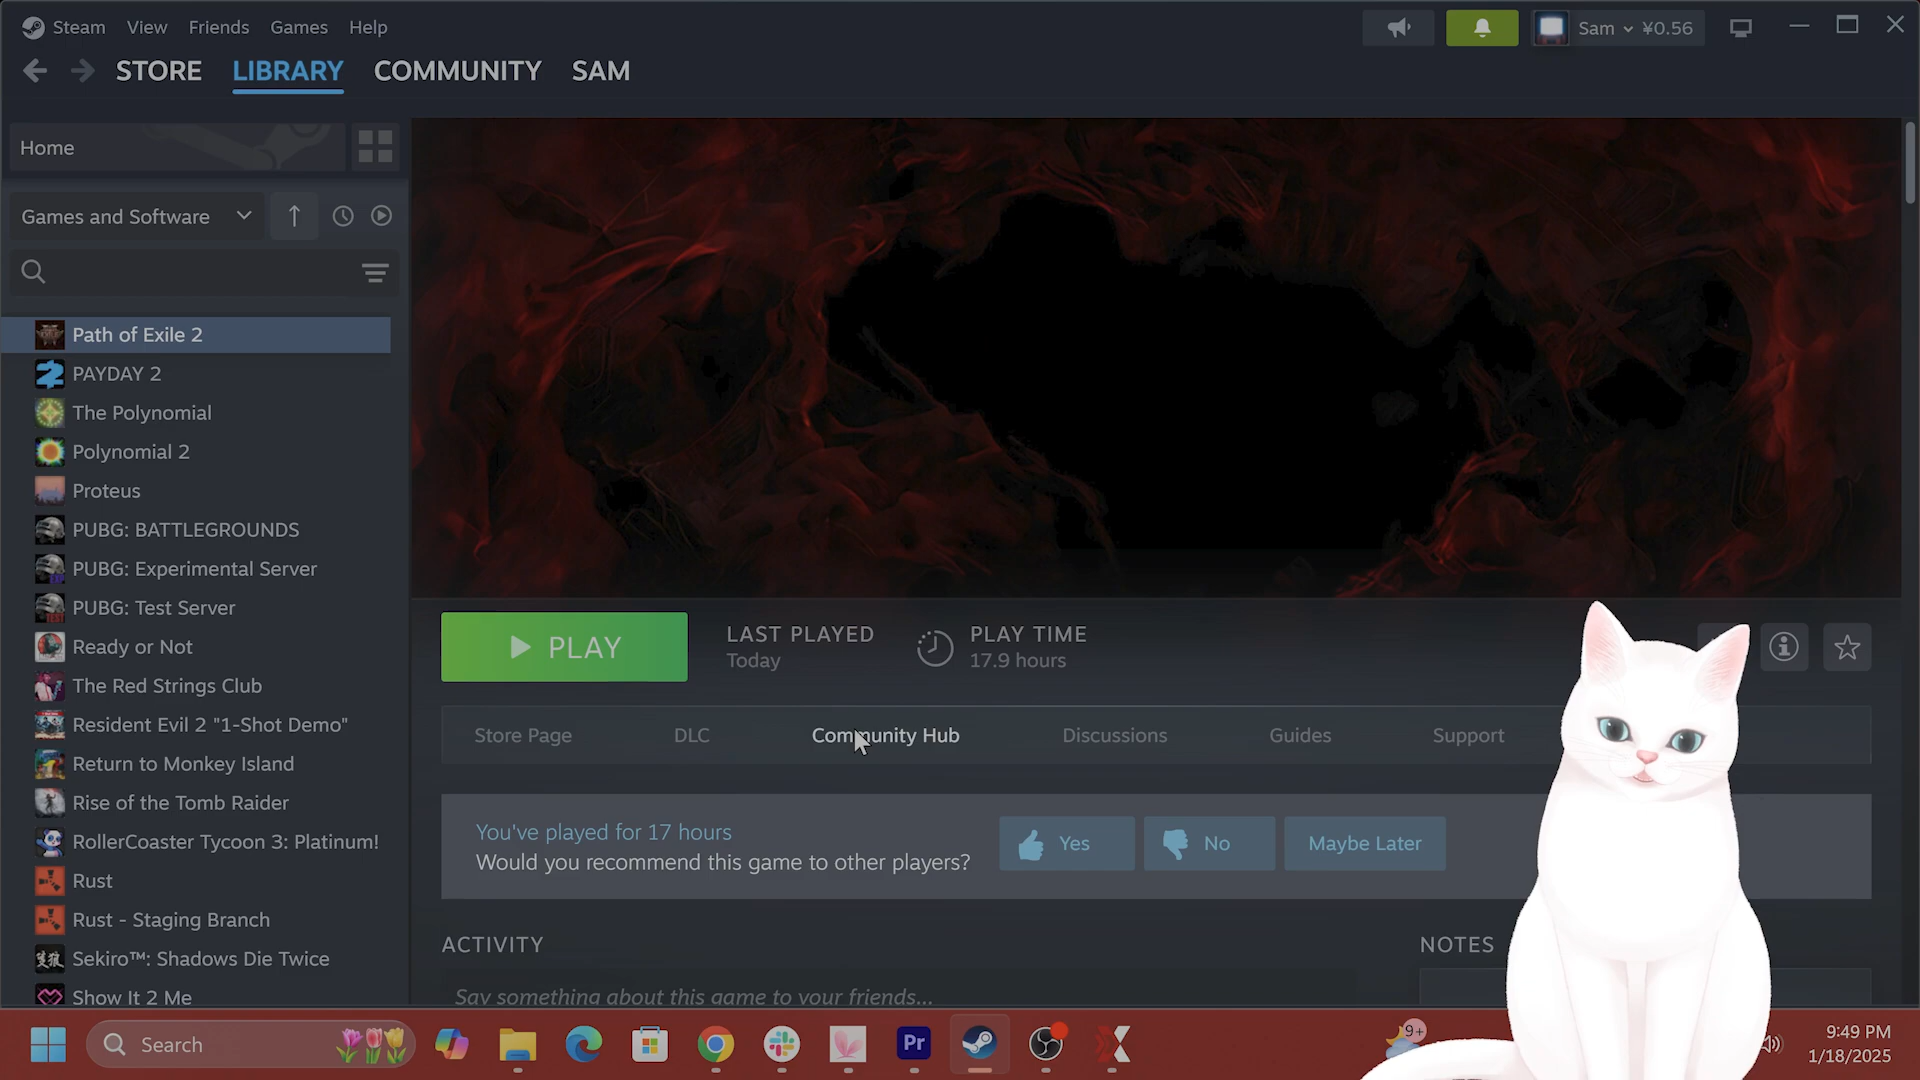 Steam View Friends Games Help
Sam ¥0.56
STORE LIBRARY COMMUNITY SAM
Home
Games and Software
Path of Exile 2
PAYDAY 2
The Polynomial
Polynomial 2
Proteus
PUBG: BATTLEGROUNDS
PUBG: Experimental Server
PUBG: Test Server
Ready or Not
The Red Strings Club
Resident Evil 2 "1-Shot Demo"
Return to Monkey Island
Rise of the Tomb Raider
RollerCoaster Tycoon 3: Platinum!
Rust
Rust - Staging Branch
Sekiro™: Shadows Die Twice
Show It 2 Me
PLAY
LAST PLAYED
Today
PLAY TIME
17.9 hours
Store Page DLC Community Hub Discussions Guides Support
You've played for 17 hours
Would you recommend this game to other players?
Yes No Maybe Later
ACTIVITY
NOTES
Say something about this game to your friends...
Search
Pr
9+
9:49 PM
1/18/2025